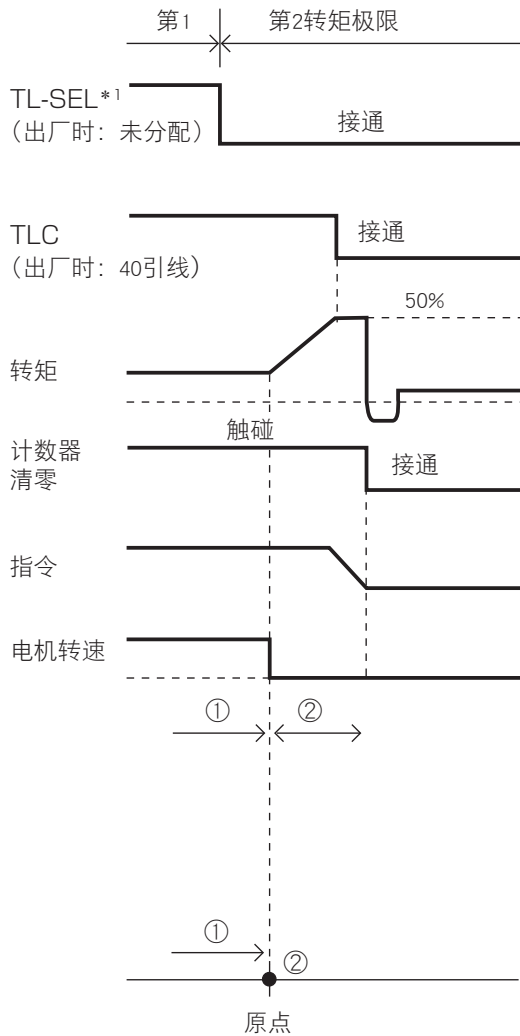 第1 第2转矩极限
TL-SEL*1
（出厂时：未分配） 接通
TLC 接通
（出厂时：40引线）
50%
转矩
触碰
计数器
清零 接通
指令
电机转速
① ②
①
②
原点